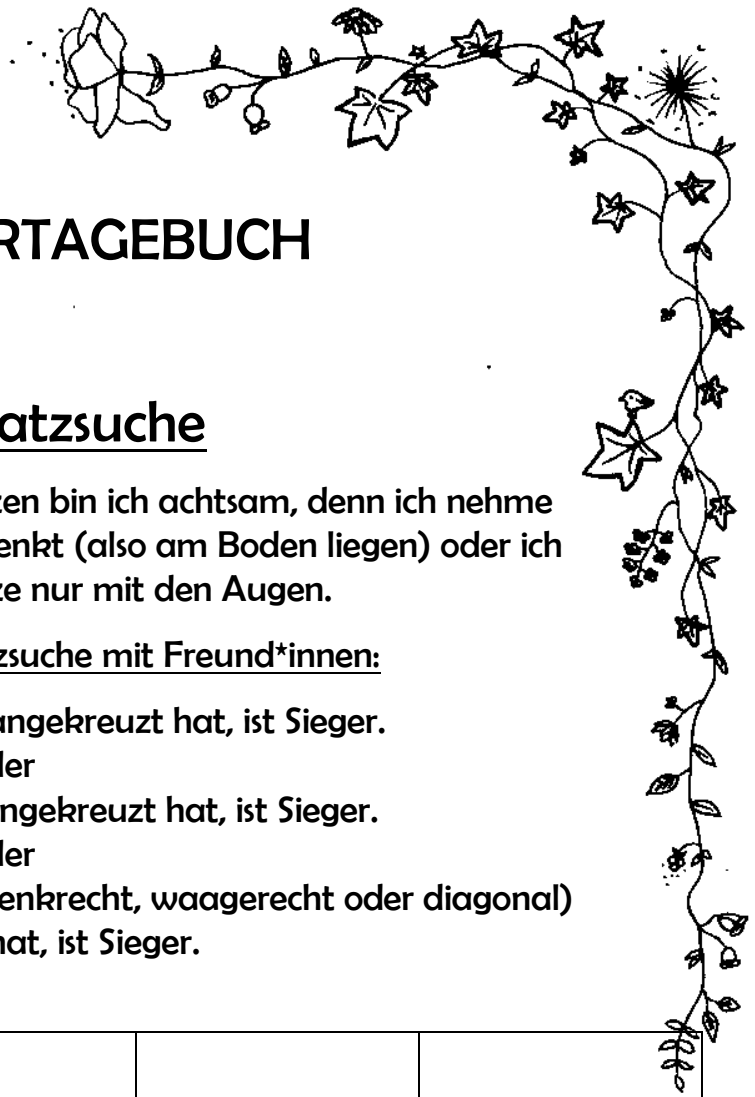 RTAGEBUCH
atzsuche
zen bin ich achtsam, denn ich nehme
enkt (also am Boden liegen) oder ich
ze nur mit den Augen.
zsuche mit Freund*innen:
angekreuzt hat, ist Sieger.
der
ngekreuzt hat, ist Sieger.
der
enkrecht, waagerecht oder diagonal)
hat, ist Sieger.